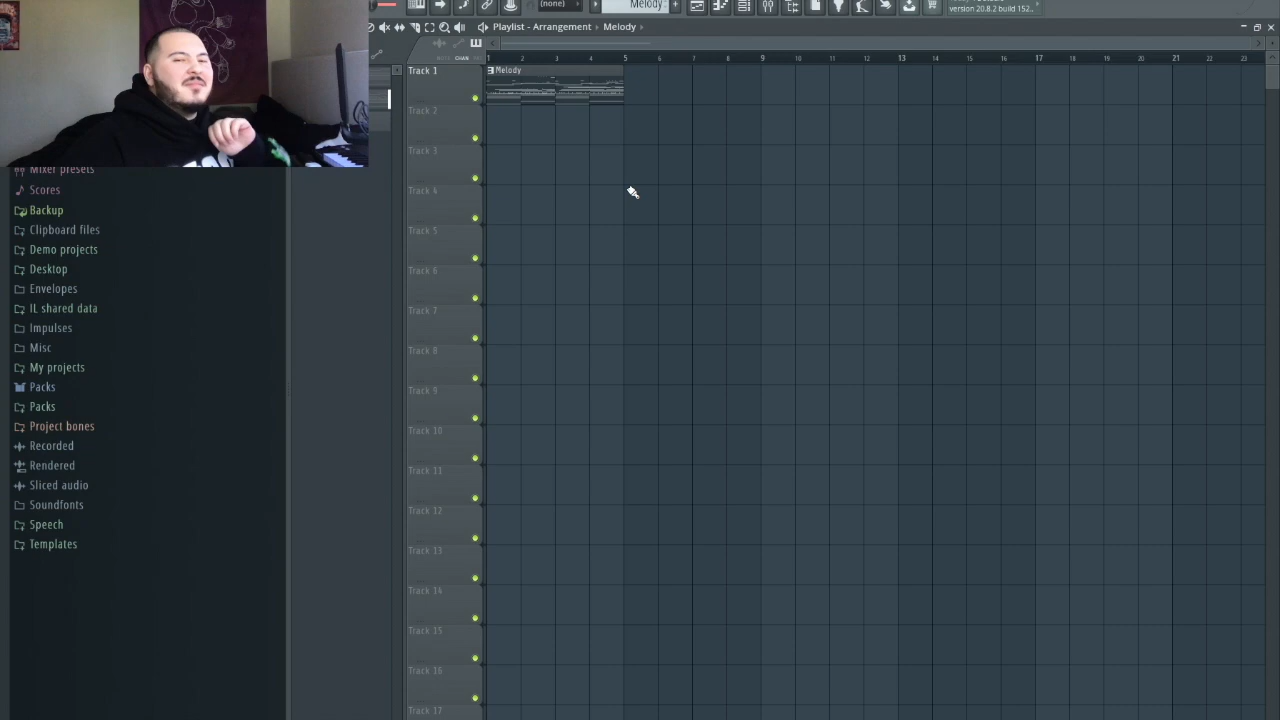 (none)
Melody
version 20.8.2 build 152..
Playlist - Arrangement › Melody ›
CHAN
1 2 3 4 5 6 7 8 9 10 11 12 13 14 15 16 17 18 19 20 21 22 23
Track 1
Melody
Track 2
Track 3
Track 4
Track 5
Track 6
Track 7
Track 8
Track 9
Track 10
Track 11
Track 12
Track 13
Track 14
Track 15
Track 16
Track 17
Mixer presets
Scores
Backup
Clipboard files
Demo projects
Desktop
Envelopes
IL shared data
Impulses
Misc
My projects
Packs
Packs
Project bones
Recorded
Rendered
Sliced audio
Soundfonts
Speech
Templates